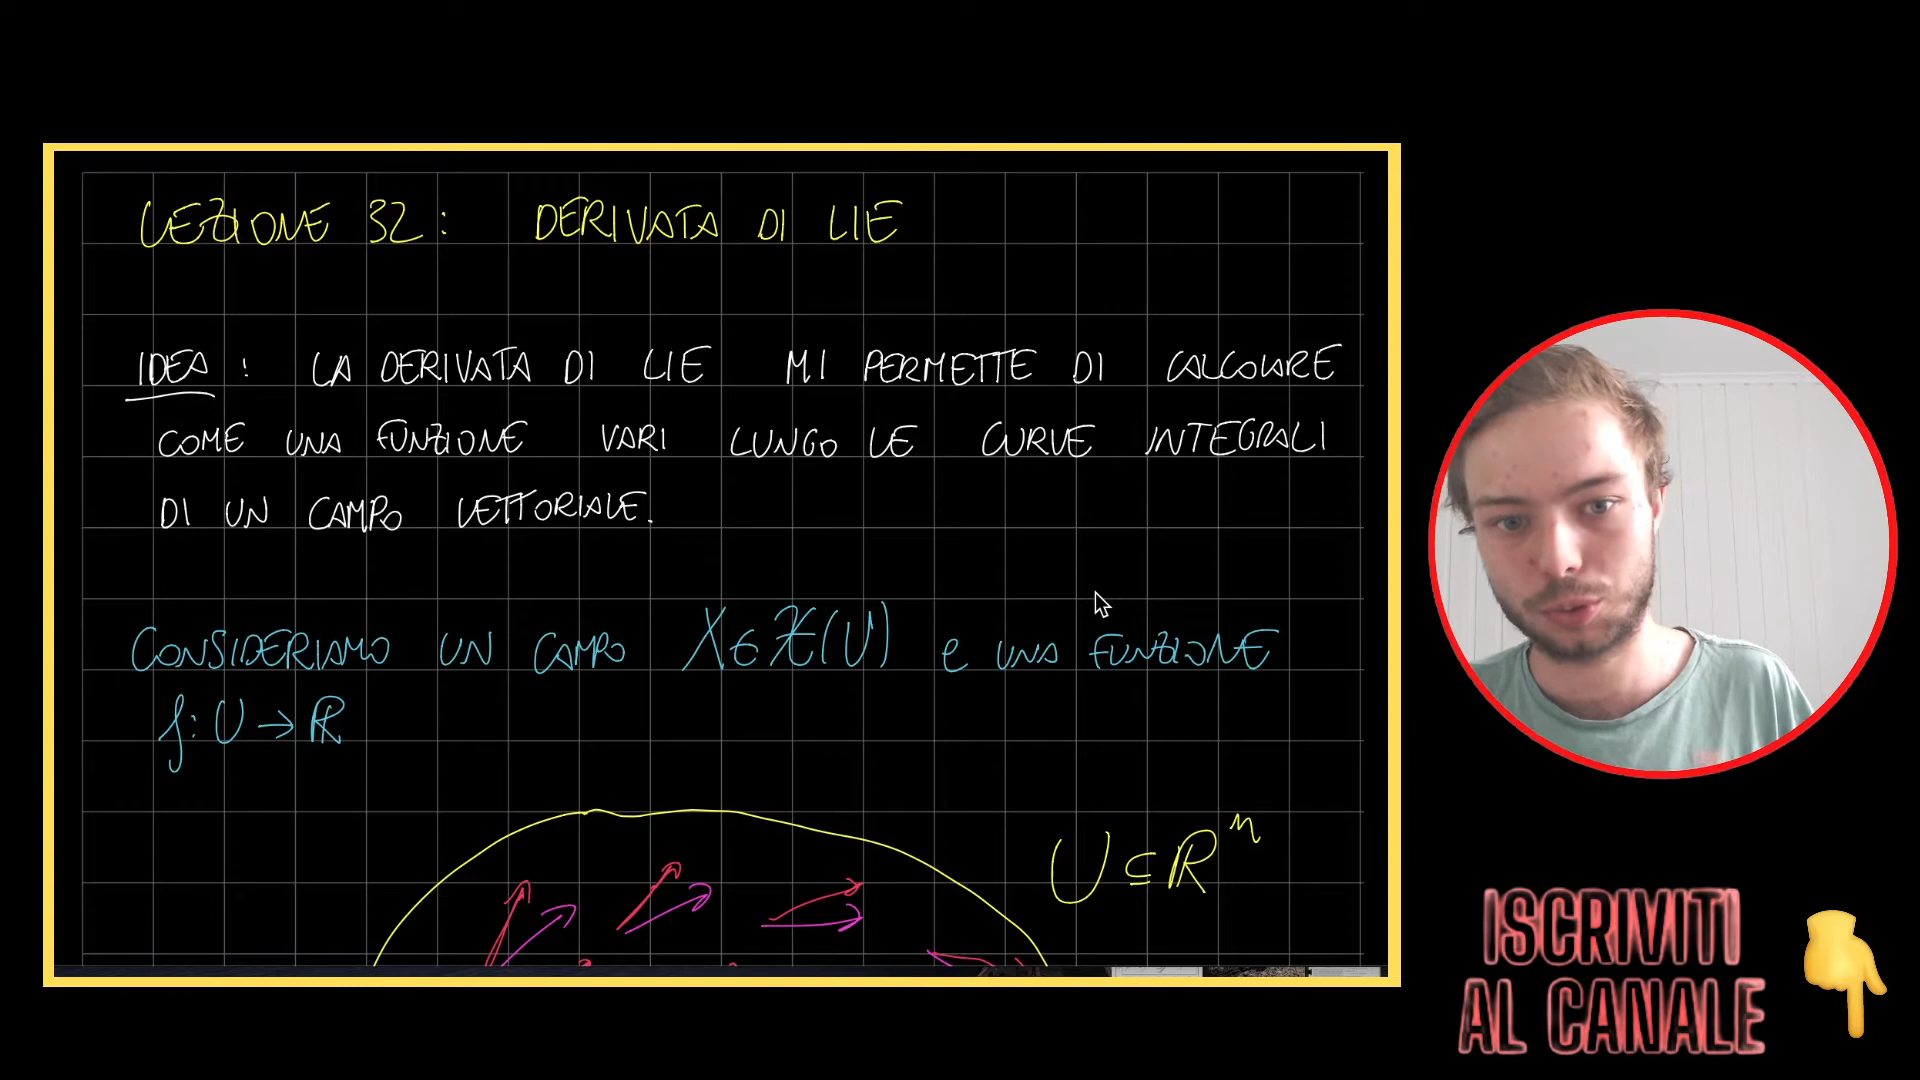 LEZIONE 32: DERIVATA DI LIE
IDEA: LA DERIVATA DI LIE MI PERMETTE DI CALCOLARE
COME UNA FUNZIONE VARI LUNGO LE CURVE INTEGRALI
DI UN CAMPO VETTORIALE.
CONSIDERIAMO UN CAMPO X∈𝔛(U) e UNA FUNZIONE
f: U → ℝ
U ⊆ ℝⁿ
ISCRIVITI
AL CANALE